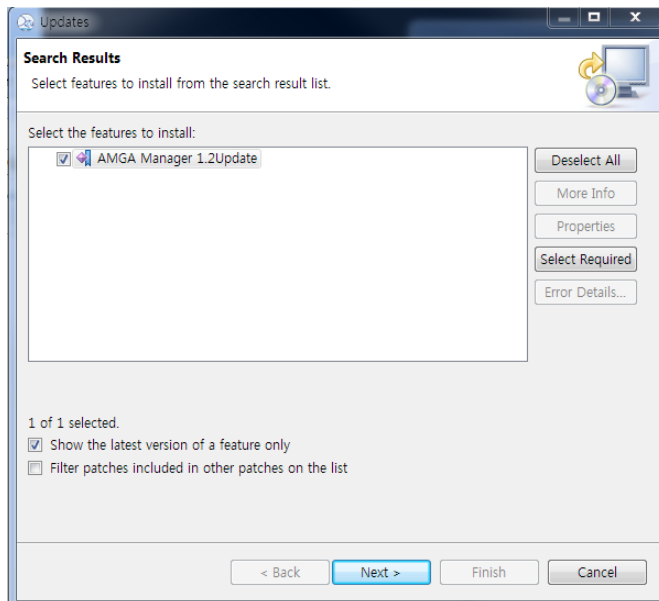 Updates
Search Results
Select features to install from the search result list.
Select the features to install:
AMGA Manager 1.2Update
Deselect All
More Info
Properties
Select Required
Error Details...
1 of 1 selected.
Show the latest version of a feature only
Filter patches included in other patches on the list
< Back
Next >
Finish
Cancel